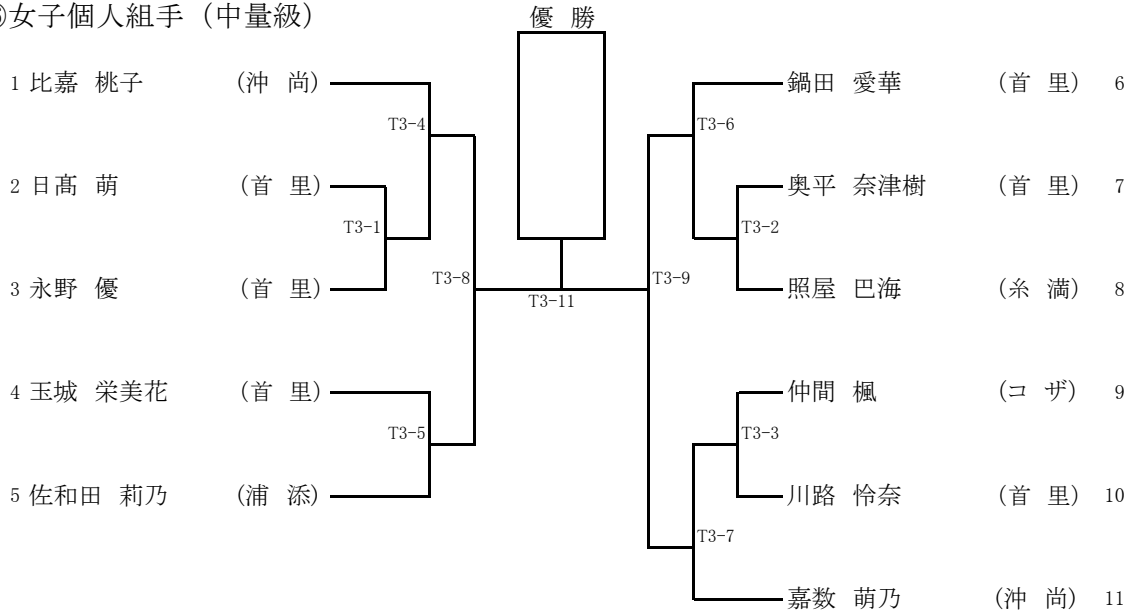 女子個人組手（中量級）
優 勝
1 比嘉 桃子 (沖 尚)
T3-4
2 日髙 萌 (首 里)
T3-1
3 永野 優 (首 里)
T3-8
4 玉城 栄美花 (首 里)
T3-5
5 佐和田 莉乃 (浦 添)
T3-11
鍋田 愛華 (首 里) 6
T3-6
奥平 奈津樹 (首 里) 7
T3-2
照屋 巴海 (糸 満) 8
T3-9
仲間 楓 (コ ザ) 9
T3-3
川路 怜奈 (首 里) 10
T3-7
嘉数 萌乃 (沖 尚) 11